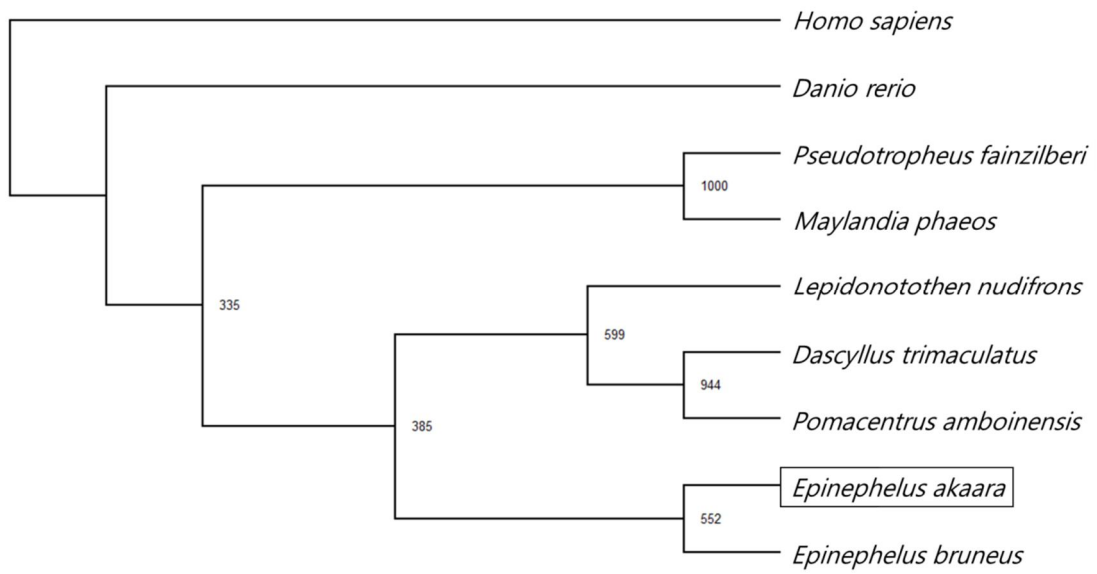 Homo sapiens
Danio rerio
Pseudotropheus fainzilberi
1000
Maylandia phaeos
Lepidonotothen nudifrons
335
599
Dascyllus trimaculatus
944
Pomacentrus amboinensis
385
Epinephelus akaara
552
Epinephelus bruneus